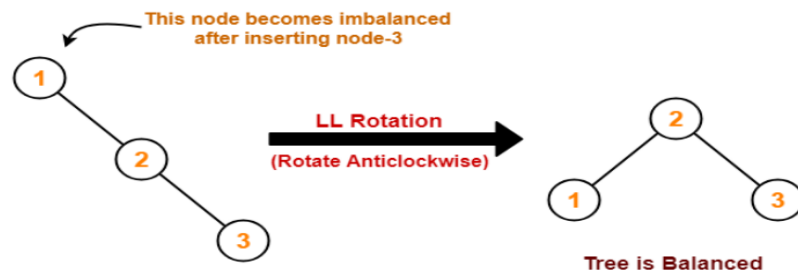 This node becomes imbalanced
after inserting node-3
1
2
3
LL Rotation
(Rotate Anticlockwise)
2
1
3
Tree is Balanced